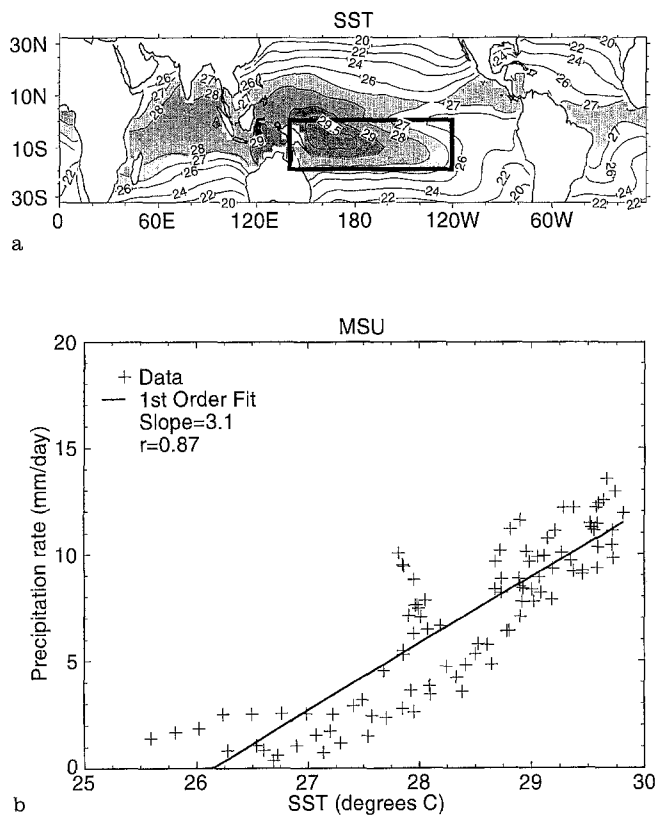 SST
30N
10N
10S
30S
0 60E 120E 180 120W 60W
20
22
24
26
27
28
29
29.5
a
MSU
20
+ Data
— 1st Order Fit
Slope=3.1
r=0.87
15
10
5
0
25 26 27 28 29 30
Precipitation rate (mm/day)
SST (degrees C)
b